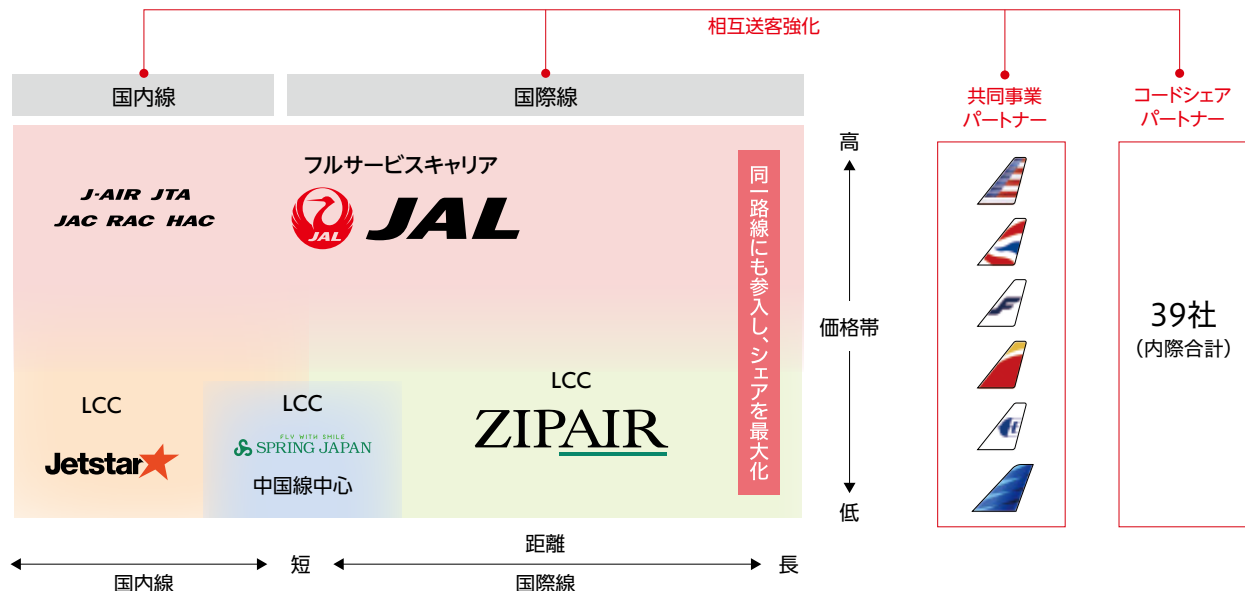 相互送客強化
国内線
国際線
共同事業
パートナー
コードシェア
パートナー
フルサービスキャリア
J-AIR JTA
JAC RAC HAC
JAL
JAL
同一路線にも参入し、シェアを最大化
高
価格帯
低
39社
(内際合計)
LCC
Jetstar
LCC
FLY WITH SMILE
SPRING JAPAN
中国線中心
LCC
ZIPAIR
距離
短
長
国内線
国際線